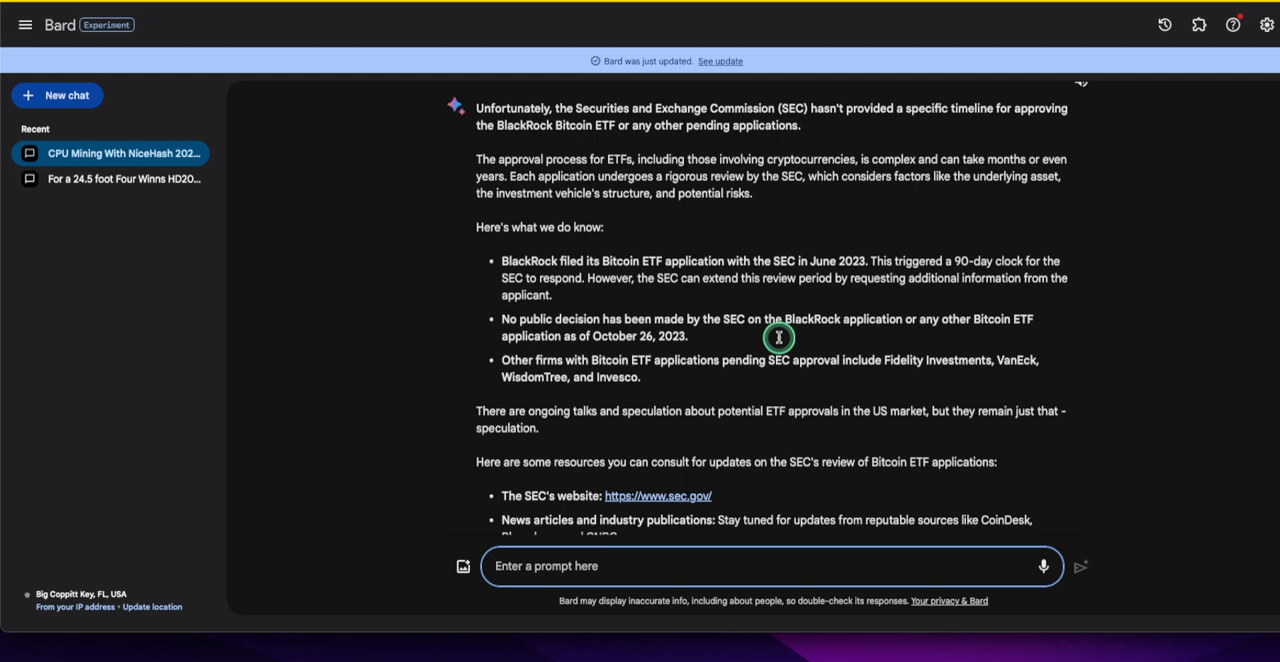 Bard Experiment
Bard was just updated. See update
New chat
Recent
CPU Mining With NiceHash 202...
For a 24.5 foot Four Winns HD20...
Unfortunately, the Securities and Exchange Commission (SEC) hasn't provided a specific timeline for approving
the BlackRock Bitcoin ETF or any other pending applications.
The approval process for ETFs, including those involving cryptocurrencies, is complex and can take months or even
years. Each application undergoes a rigorous review by the SEC, which considers factors like the underlying asset,
the investment vehicle's structure, and potential risks.
Here's what we do know:
• BlackRock filed its Bitcoin ETF application with the SEC in June 2023. This triggered a 90-day clock for the
SEC to respond. However, the SEC can extend this review period by requesting additional information from the
applicant.
• No public decision has been made by the SEC on the BlackRock application or any other Bitcoin ETF
application as of October 26, 2023.
• Other firms with Bitcoin ETF applications pending SEC approval include Fidelity Investments, VanEck,
WisdomTree, and Invesco.
There are ongoing talks and speculation about potential ETF approvals in the US market, but they remain just that -
speculation.
Here are some resources you can consult for updates on the SEC's review of Bitcoin ETF applications:
• The SEC's website: https://www.sec.gov/
• News articles and industry publications: Stay tuned for updates from reputable sources like CoinDesk,
Enter a prompt here
Bard may display inaccurate info, including about people, so double-check its responses. Your privacy & Bard
Big Coppitt Key, FL, USA
From your IP address • Update location